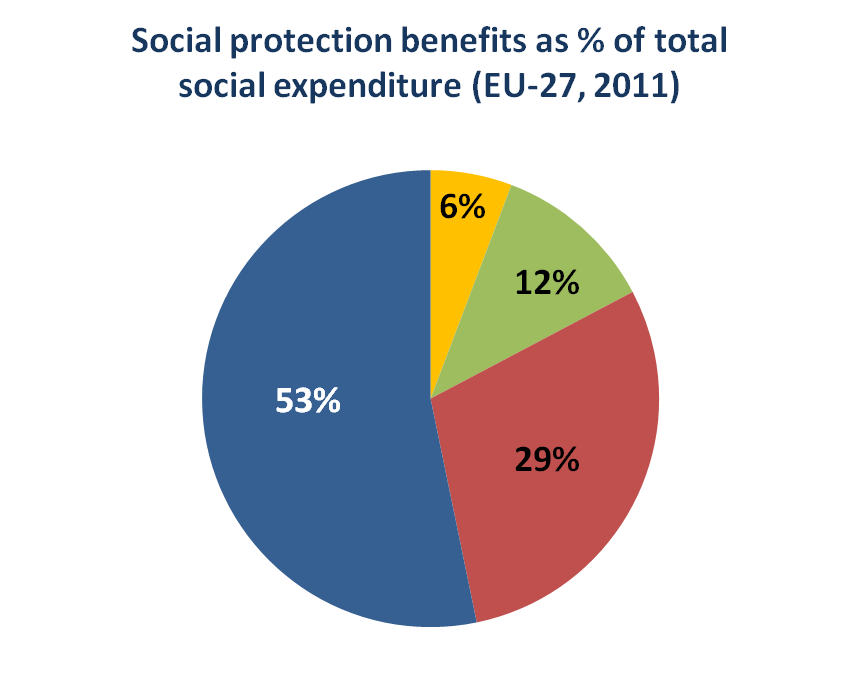 Social protection benefits as % of total
social expenditure (EU-27, 2011)
6%
12%
53%
29%